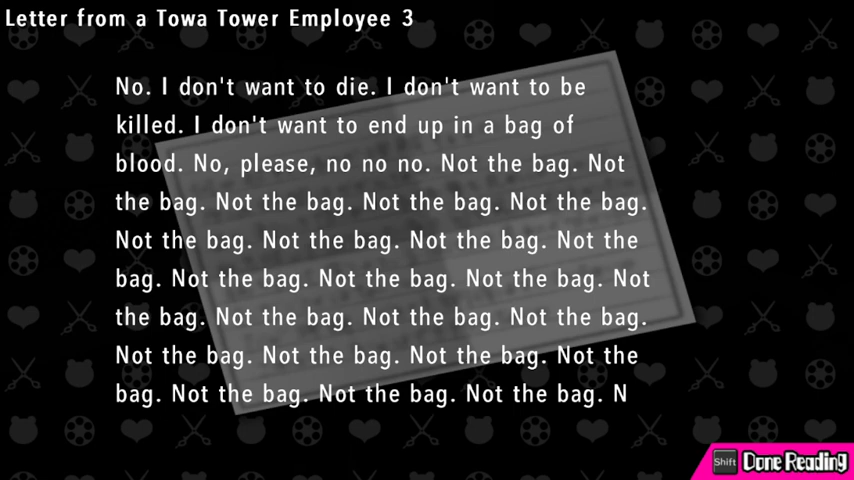 Letter from a Towa Tower Employee 3
No. I don't want to die. I don't want to be
killed. I don't want to end up in a bag of
blood. No, please, no no no. Not the bag. Not
the bag. Not the bag. Not the bag. Not the bag.
Not the bag. Not the bag. Not the bag. Not the
bag. Not the bag. Not the bag. Not the bag. Not
the bag. Not the bag. Not the bag. Not the bag.
Not the bag. Not the bag. Not the bag. Not the
bag. Not the bag. Not the bag. Not the bag. N
Shift Done Reading